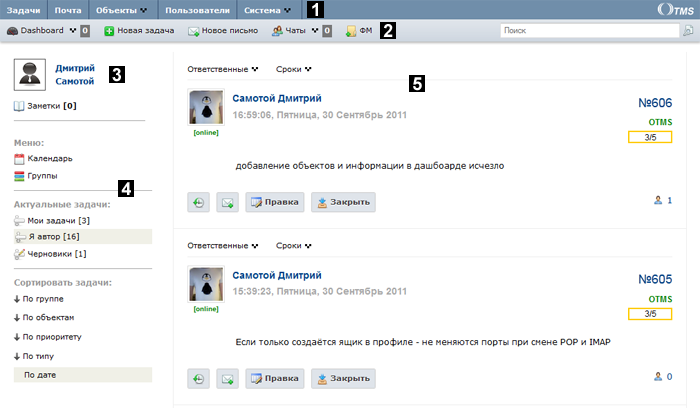 Задачи Почта Объекты Пользователи Система 1 OTMS
Dashboard 0 Новая задача Новое письмо Чаты 0 ФМ 2 Поиск
Дмитрий
Самотой
3
Заметки [0]
Меню:
Календарь
Группы
4
Актуальные задачи:
Мои задачи [3]
Я автор [16]
Черновики [1]
Сортировать задачи:
По группе
По объектам
По приоритету
По типу
По дате
Ответственные Сроки 5
Самотой Дмитрий №606
16:59:06, Пятница, 30 Сентябрь 2011
OTMS
[online] 3/5
добавление объектов и информации в дашбоарде исчезло
Правка Закрыть 1
Ответственные Сроки
Самотой Дмитрий №605
15:39:23, Пятница, 30 Сентябрь 2011
OTMS
[online] 3/5
Если только создаётся ящик в профиле - не меняются порты при смене POP и IMAP
Правка Закрыть 0